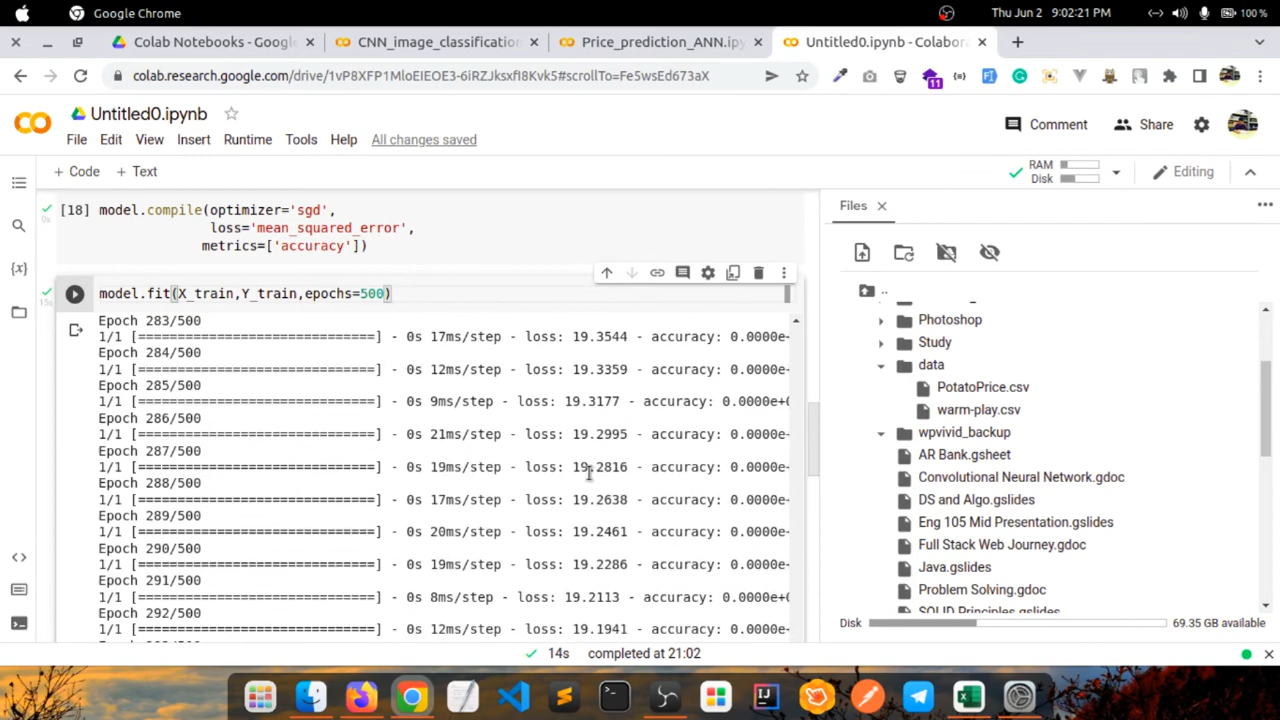 Google Chrome
Thu Jun 2 9:02:21 PM
100 %
Colab Notebooks - Googl
CNN_image_classification
Price_prediction_ANN.ipy
Untitled0.ipynb - Colabora
colab.research.google.com/drive/1vP8XFP1MloEIEOE3-6iRZJksxfI8Kvk5#scrollTo=Fe5wsEd673aX
11
Untitled0.ipynb
Comment
Share
File Edit View Insert Runtime Tools Help All changes saved
+ Code + Text
RAM
Disk
Editing
Files
[18] model.compile(optimizer='sgd',
0s
loss='mean_squared_error',
metrics=['accuracy'])
model.fit(X_train,Y_train,epochs=500)
15s
Epoch 283/500
1/1 [==============================] - 0s 17ms/step - loss: 19.3544 - accuracy: 0.0000e-
Epoch 284/500
1/1 [==============================] - 0s 12ms/step - loss: 19.3359 - accuracy: 0.0000e-
Epoch 285/500
1/1 [==============================] - 0s 9ms/step - loss: 19.3177 - accuracy: 0.0000e+0
Epoch 286/500
1/1 [==============================] - 0s 21ms/step - loss: 19.2995 - accuracy: 0.0000e-
Epoch 287/500
1/1 [==============================] - 0s 19ms/step - loss: 19.2816 - accuracy: 0.0000e-
Epoch 288/500
1/1 [==============================] - 0s 17ms/step - loss: 19.2638 - accuracy: 0.0000e-
Epoch 289/500
1/1 [==============================] - 0s 20ms/step - loss: 19.2461 - accuracy: 0.0000e-
Epoch 290/500
1/1 [==============================] - 0s 19ms/step - loss: 19.2286 - accuracy: 0.0000e-
Epoch 291/500
1/1 [==============================] - 0s 8ms/step - loss: 19.2113 - accuracy: 0.0000e+0
Epoch 292/500
1/1 [==============================] - 0s 12ms/step - loss: 19.1941 - accuracy: 0.0000e-
..
Photoshop
Study
data
PotatoPrice.csv
warm-play.csv
wpvivid_backup
AR Bank.gsheet
Convolutional Neural Network.gdoc
DS and Algo.gslides
Eng 105 Mid Presentation.gslides
Full Stack Web Journey.gdoc
Java.gslides
Problem Solving.gdoc
SOLID Principles.gslides
Disk
69.35 GB available
14s completed at 21:02